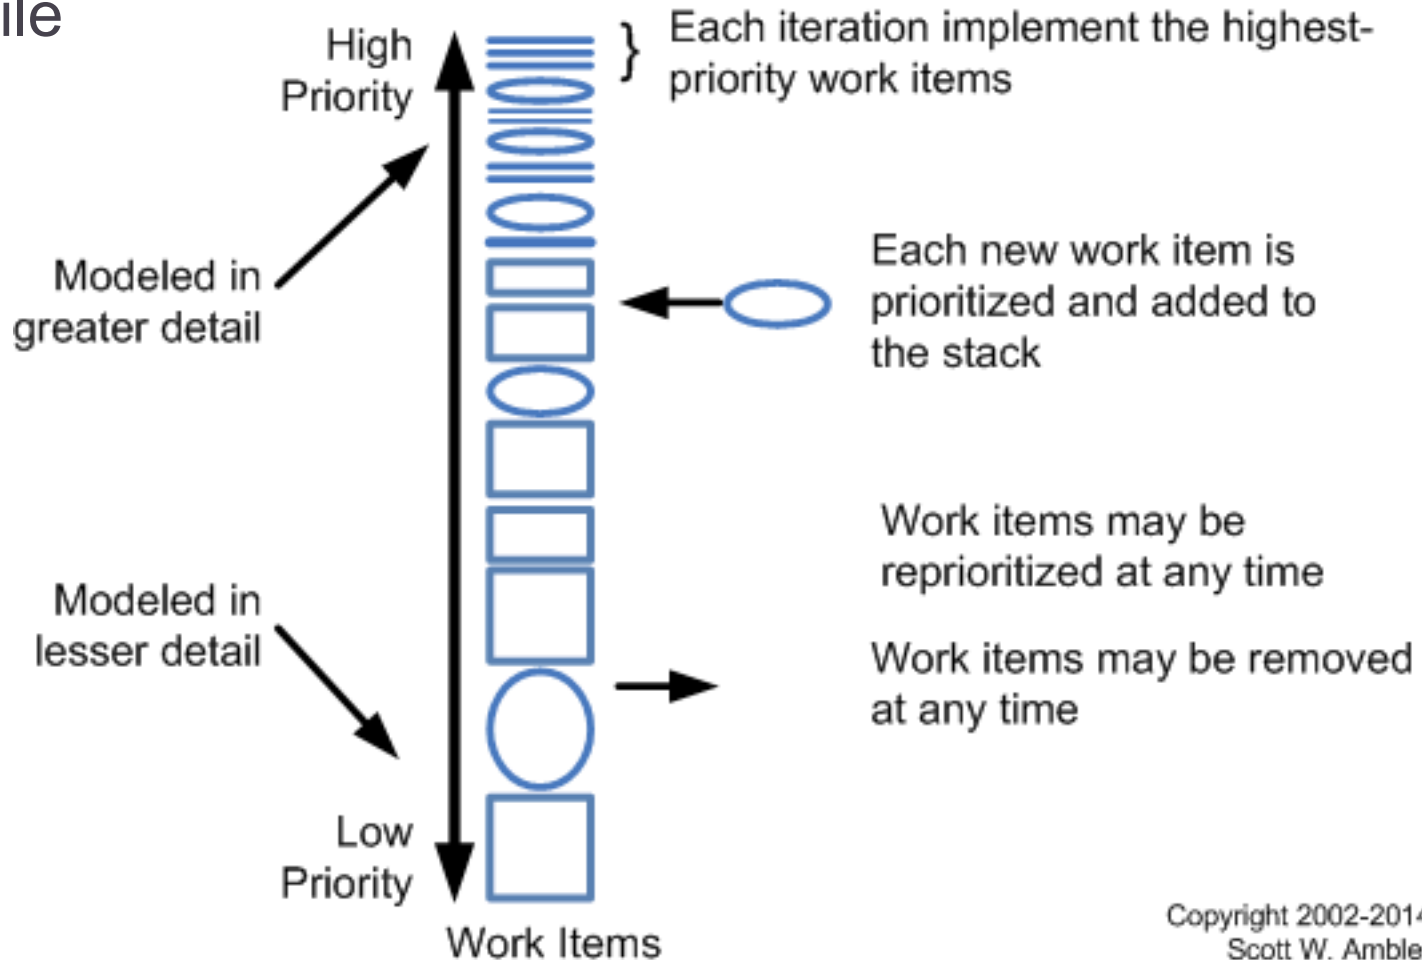 ile
High
Priority
Each iteration implement the highest-
priority work items
Modeled in
greater detail
Each new work item is
prioritized and added to
the stack
Work items may be
reprioritized at any time
Modeled in
lesser detail
Work items may be removed
at any time
Low
Priority
Work Items
Copyright 2002-2014
Scott W. Amble